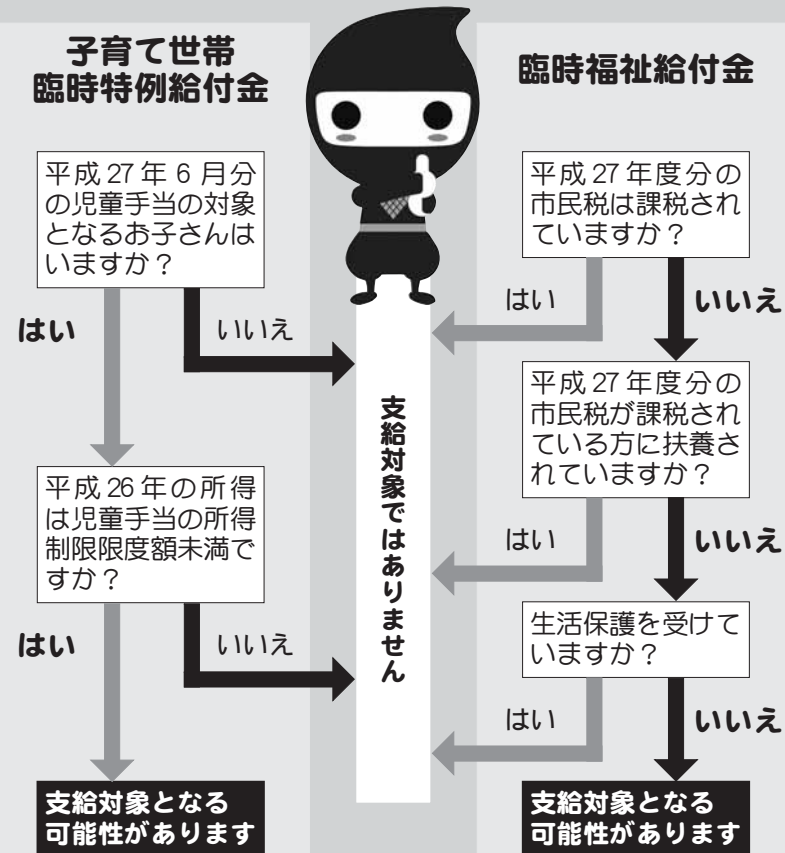 子育て世帯
臨時特例給付金
平成27年6月分
の児童手当の対象
となるお子さんは
いますか？
はい
いいえ
平成26年の所得
は児童手当の所得
制限限度額未満で
すか？
はい
いいえ
支給対象となる
可能性があります
支給対象ではありません
臨時福祉給付金
平成27年度分の
市民税は課税され
ていますか？
はい
いいえ
平成27年度分の
市民税が課税され
ている方に扶養さ
れていますか？
はい
いいえ
生活保護を受けて
いますか？
はい
いいえ
支給対象となる
可能性があります